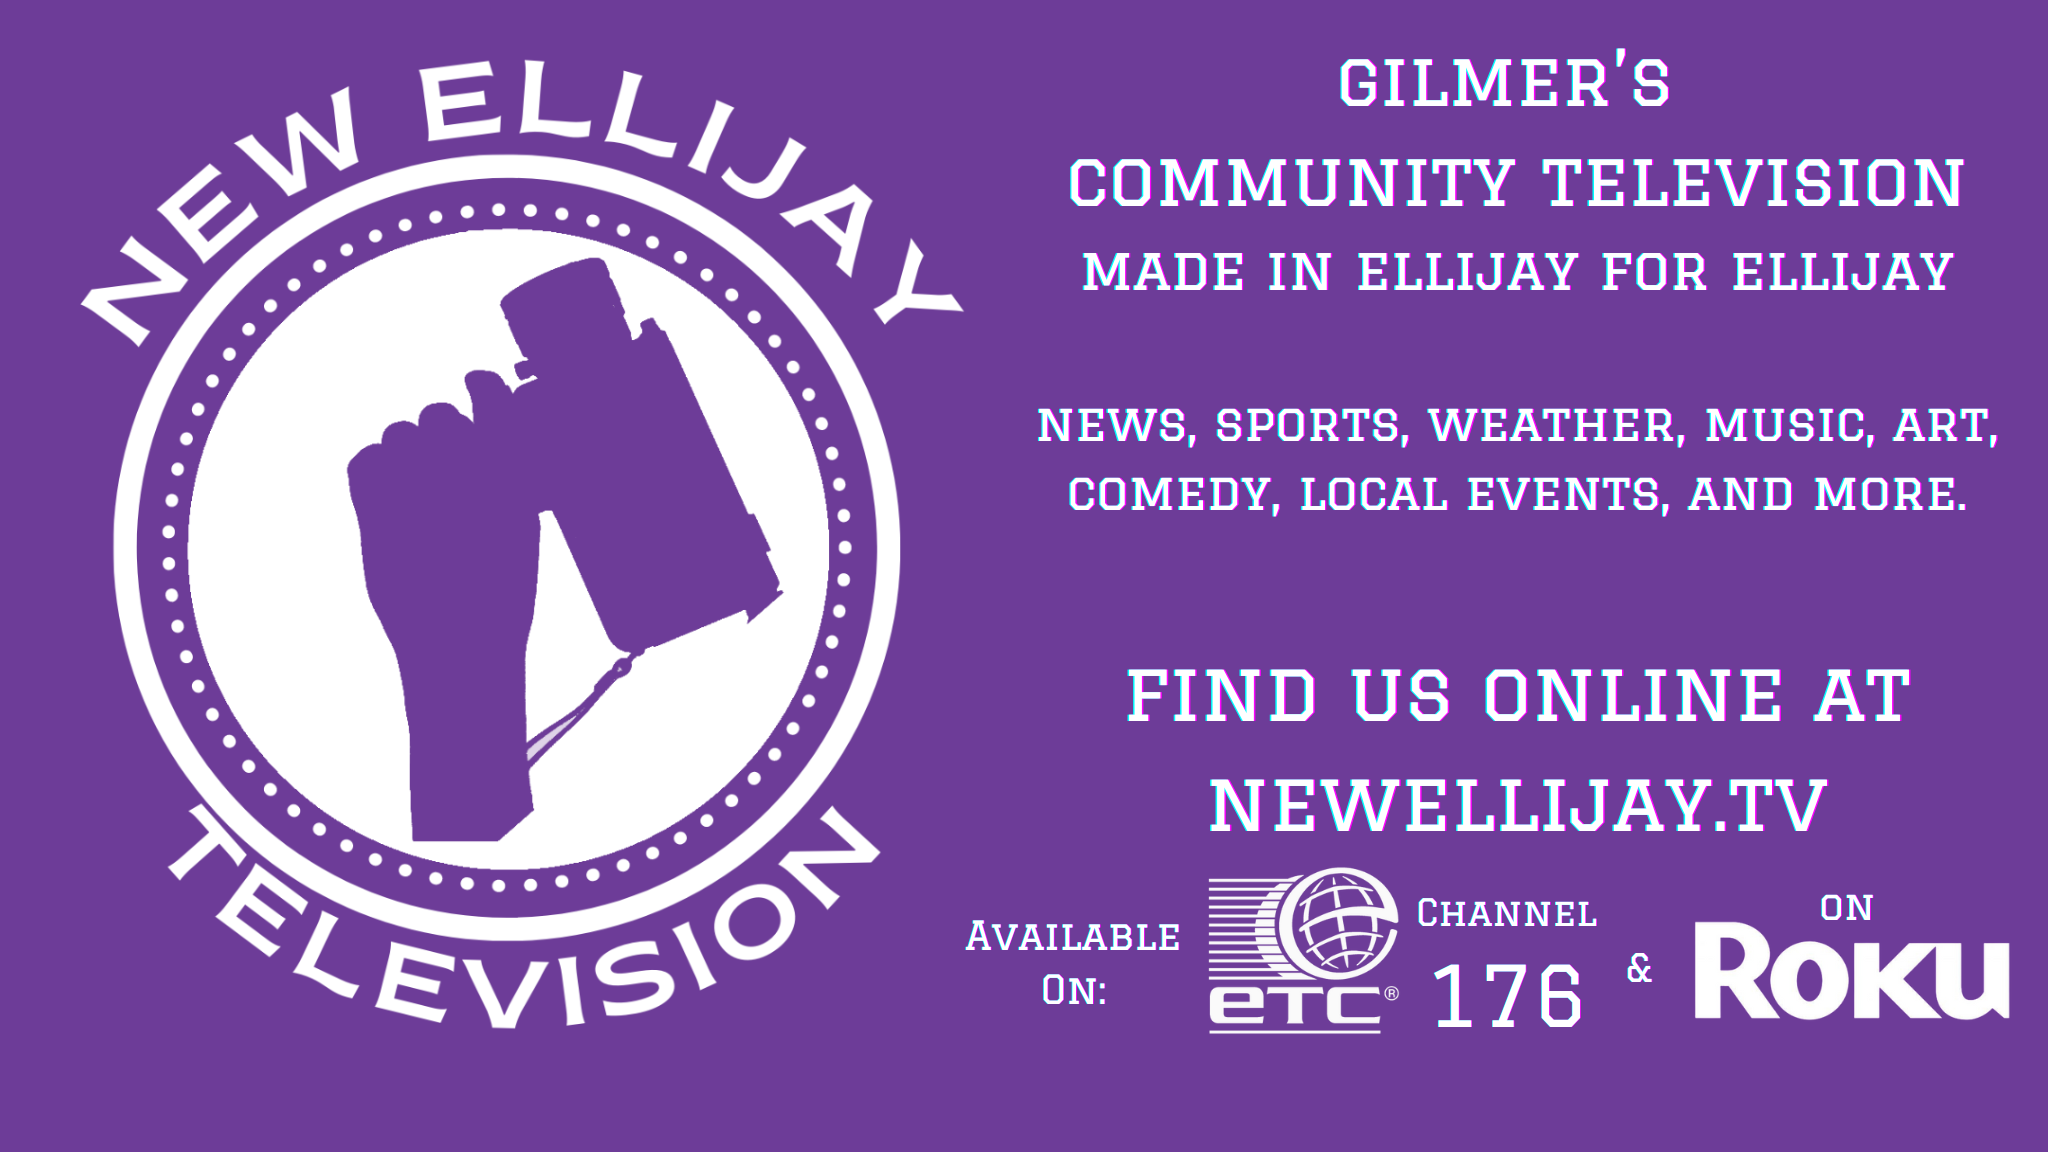 NEW ELLIJAY
TELEVISION
GILMER'S
COMMUNITY TELEVISION
MADE IN ELLIJAY FOR ELLIJAY
NEWS, SPORTS, WEATHER, MUSIC, ART,
COMEDY, LOCAL EVENTS, AND MORE.
FIND US ONLINE AT
NEWELLIJAY.TV
AVAILABLE
ON:
eTC®
CHANNEL
176
&
ON
ROKU